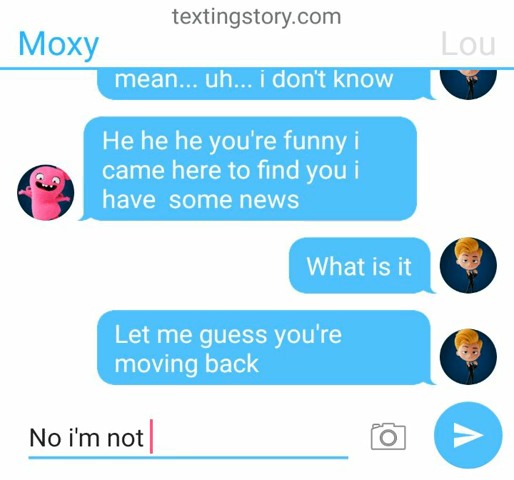 textingstory.com
Moxy
Lou
mean... uh... i don't know
He he he you're funny i
came here to find you i
have  some news
What is it
Let me guess you're
moving back
No i'm not